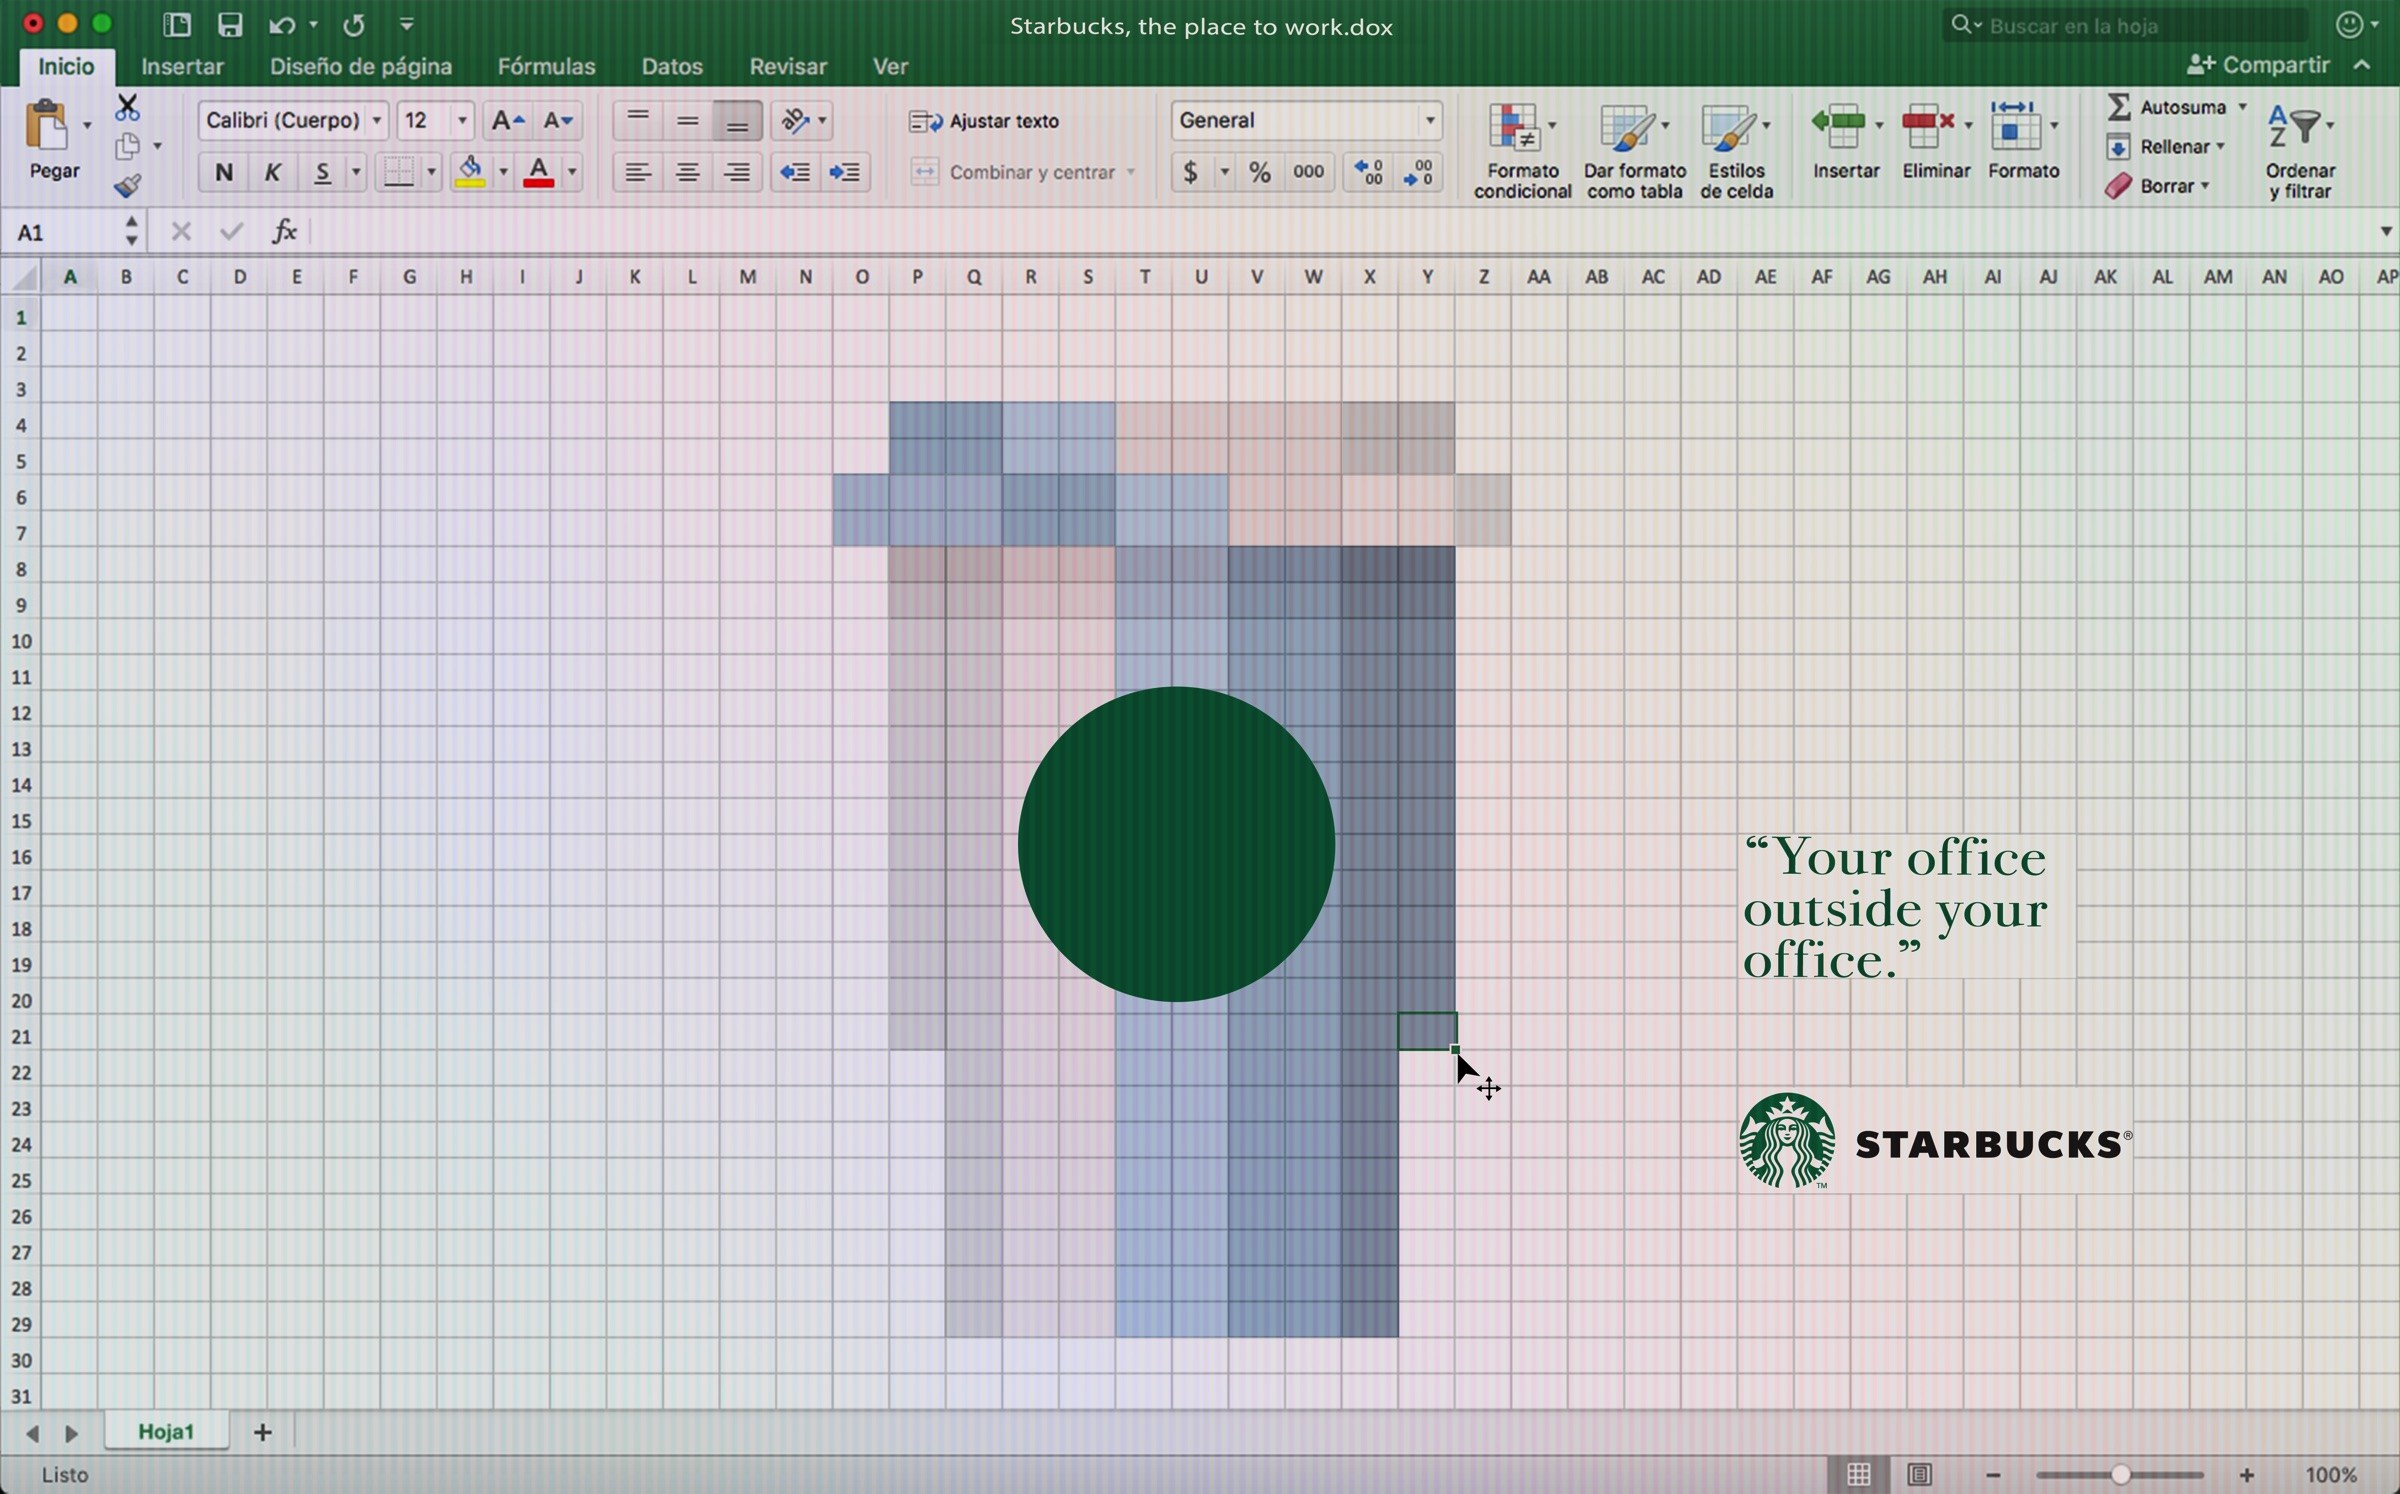 Starbucks, the place to work.dox
Buscar en la hoja
Inicio Insertar Diseño de página Fórmulas Datos Revisar Ver Compartir
Calibri (Cuerpo) 12 A A
Ajustar texto
General
Autosuma
Rellenar
Borrar
Pegar
N K S A
Combinar y centrar
$ % 000
Formato condicional
Dar formato como tabla
Estilos de celda
Insertar
Eliminar
Formato
Ordenar y filtrar
A1 fx
A B C D E F G H I J K L M N O P Q R S T U V W X Y Z AA AB AC AD AE AF AG AH AI AJ AK AL AM AN AO AP
1
2
3
4
5
6
7
8
9
10
11
12
13
14
15
16
17
18
19
20
21
22
23
24
25
26
27
28
29
30
31
“Your office
outside your
office.”
STARBUCKS®
TM
Hoja1 +
Listo
100%